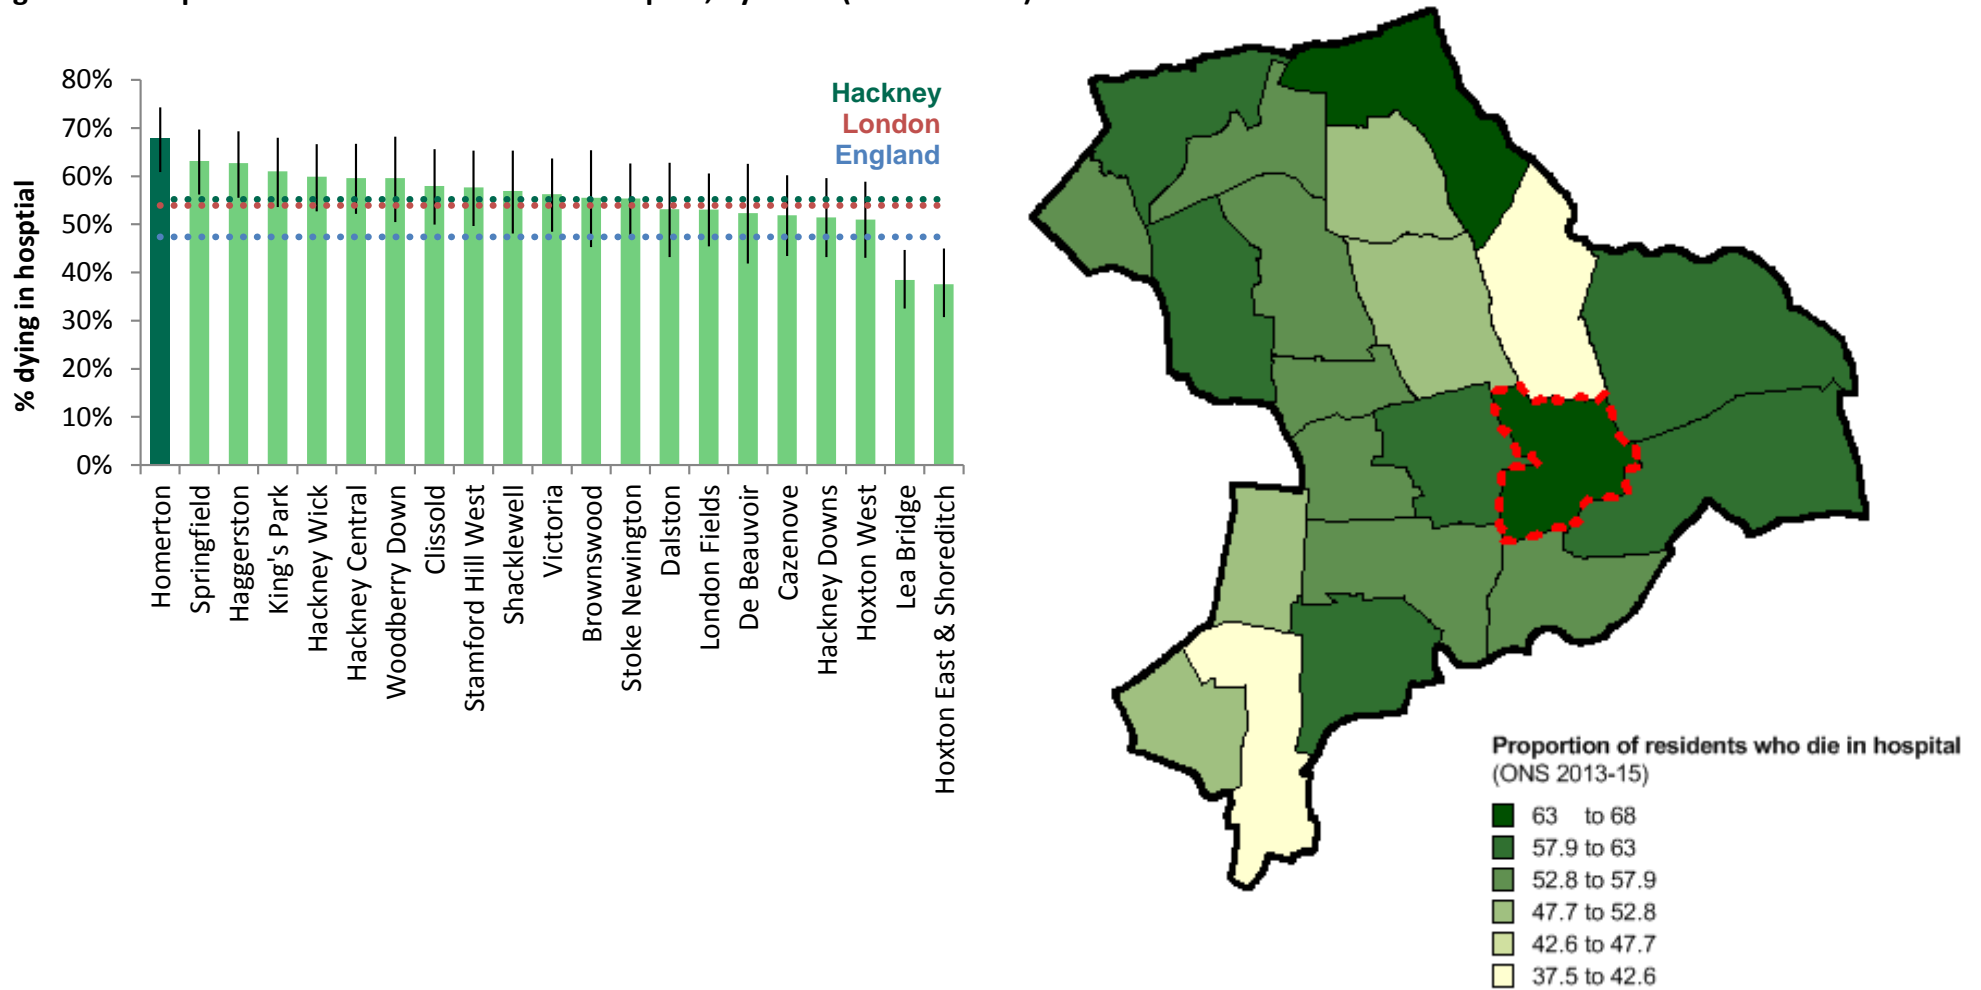 80%
70%
60%
50%
40%
30%
20%
10%
0%
% dying in hosptial
Hackney
London
England
Homerton
Springfield
Haggerston
King's Park
Hackney Wick
Hackney Central
Woodberry Down
Clissold
Stamford Hill West
Shacklewell
Victoria
Brownswood
Stoke Newington
Dalston
London Fields
De Beauvoir
Cazenove
Hackney Downs
Hoxton West
Lea Bridge
Hoxton East & Shoreditch
Proportion of residents who die in hospital
(ONS 2013-15)
63 to 68
57.9 to 63
52.8 to 57.9
47.7 to 52.8
42.6 to 47.7
37.5 to 42.6